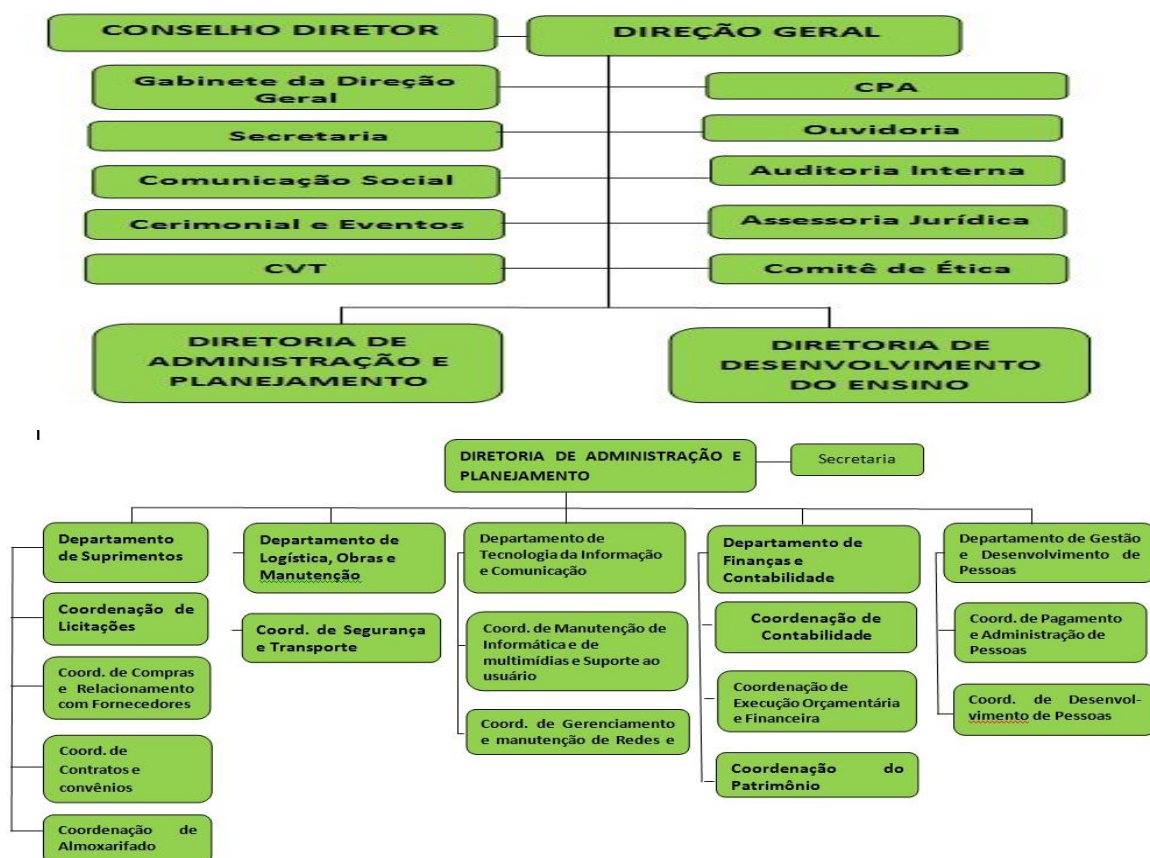 CONSELHO DIRETOR
DIREÇÃO GERAL
Gabinete da Direção
Geral
CPA
Secretaria
Ouvidoria
Comunicação Social
Auditoria Interna
Cerimonial e Eventos
Assessoria Jurídica
CVT
Comitê de Ética
DIRETORIA DE
ADMINISTRAÇÃO E
PLANEJAMENTO
DIRETORIA DE
DESENVOLVIMENTO
DO ENSINO
DIRETORIA DE ADMINISTRAÇÃO E
PLANEJAMENTO
Secretaria
Departamento
de Suprimentos
Coordenação de
Licitações
Coord. de Compras
e Relacionamento
com Fornecedores
Coord. de
Contratos e
convênios
Coordenação de
Almoxarifado
Departamento de
Logística, Obras e
Manutenção
Coord. de Segurança
e Transporte
Departamento de
Tecnologia da Informação
e Comunicação
Coord. de Manutenção de
Informática e de
multimídias e Suporte ao
usuário
Coord. de Gerenciamento
e manutenção de Redes e
Departamento de
Finanças e
Contabilidade
Coordenação de
Contabilidade
Coordenação de
Execução Orçamentária
e Financeira
Coordenação do
Patrimônio
Departamento de Gestão
e Desenvolvimento de
Pessoas
Coord. de Pagamento
e Administração de
Pessoas
Coord. de Desenvol-
vimento de Pessoas